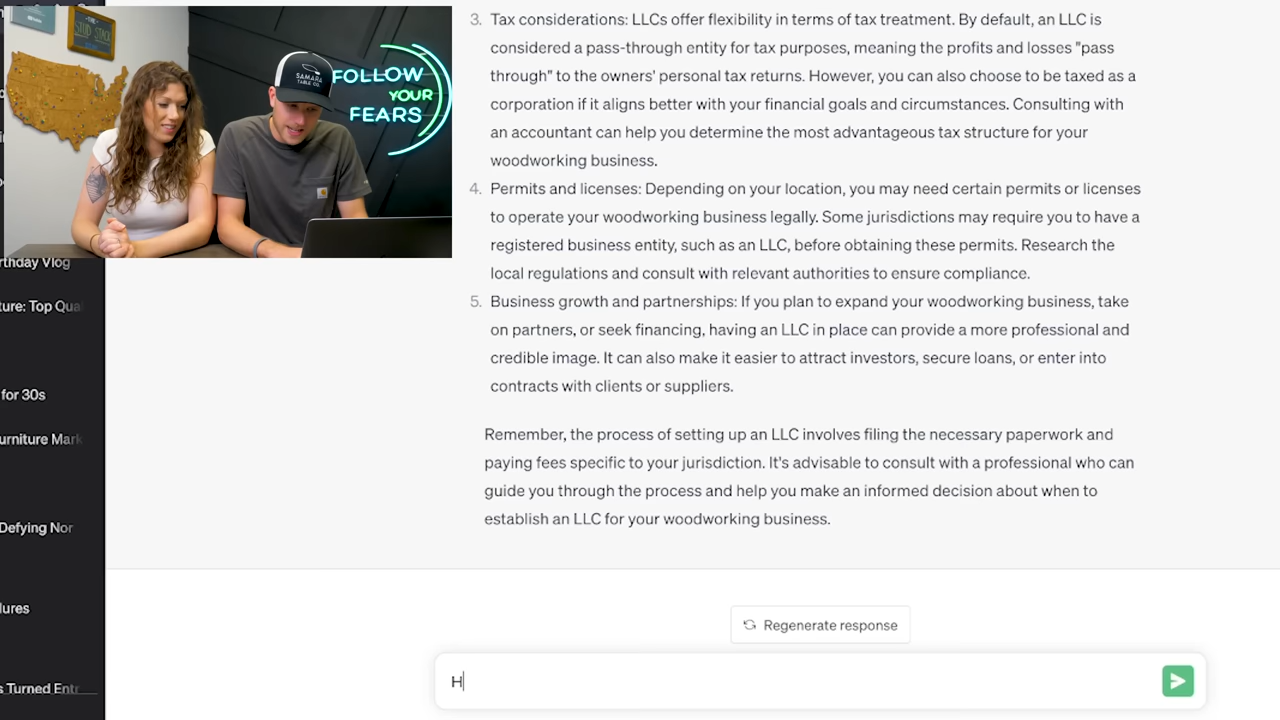 THE
STUD STACK
SAMARA
TABLE CO.
FOLLOW
YOUR
FEARS
rthday Vlog
ture: Top Qua
for 30s
urniture Mark
Defying Nor
lures
s Turned Entr
3. Tax considerations: LLCs offer flexibility in terms of tax treatment. By default, an LLC is
considered a pass-through entity for tax purposes, meaning the profits and losses "pass
through" to the owners' personal tax returns. However, you can also choose to be taxed as a
corporation if it aligns better with your financial goals and circumstances. Consulting with
an accountant can help you determine the most advantageous tax structure for your
woodworking business.
4. Permits and licenses: Depending on your location, you may need certain permits or licenses
to operate your woodworking business legally. Some jurisdictions may require you to have a
registered business entity, such as an LLC, before obtaining these permits. Research the
local regulations and consult with relevant authorities to ensure compliance.
5. Business growth and partnerships: If you plan to expand your woodworking business, take
on partners, or seek financing, having an LLC in place can provide a more professional and
credible image. It can also make it easier to attract investors, secure loans, or enter into
contracts with clients or suppliers.
Remember, the process of setting up an LLC involves filing the necessary paperwork and
paying fees specific to your jurisdiction. It's advisable to consult with a professional who can
guide you through the process and help you make an informed decision about when to
establish an LLC for your woodworking business.
Regenerate response
H